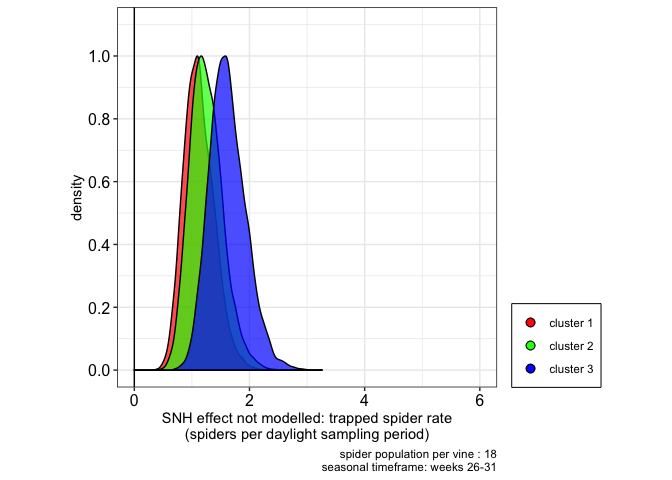 1.0
0.8
0.6
0.4
0.2
0.0
density
0 2 4 6
SNH effect not modelled: trapped spider rate
(spiders per daylight sampling period)
cluster 1
cluster 2
cluster 3
spider population per vine : 18
seasonal timeframe: weeks 26-31